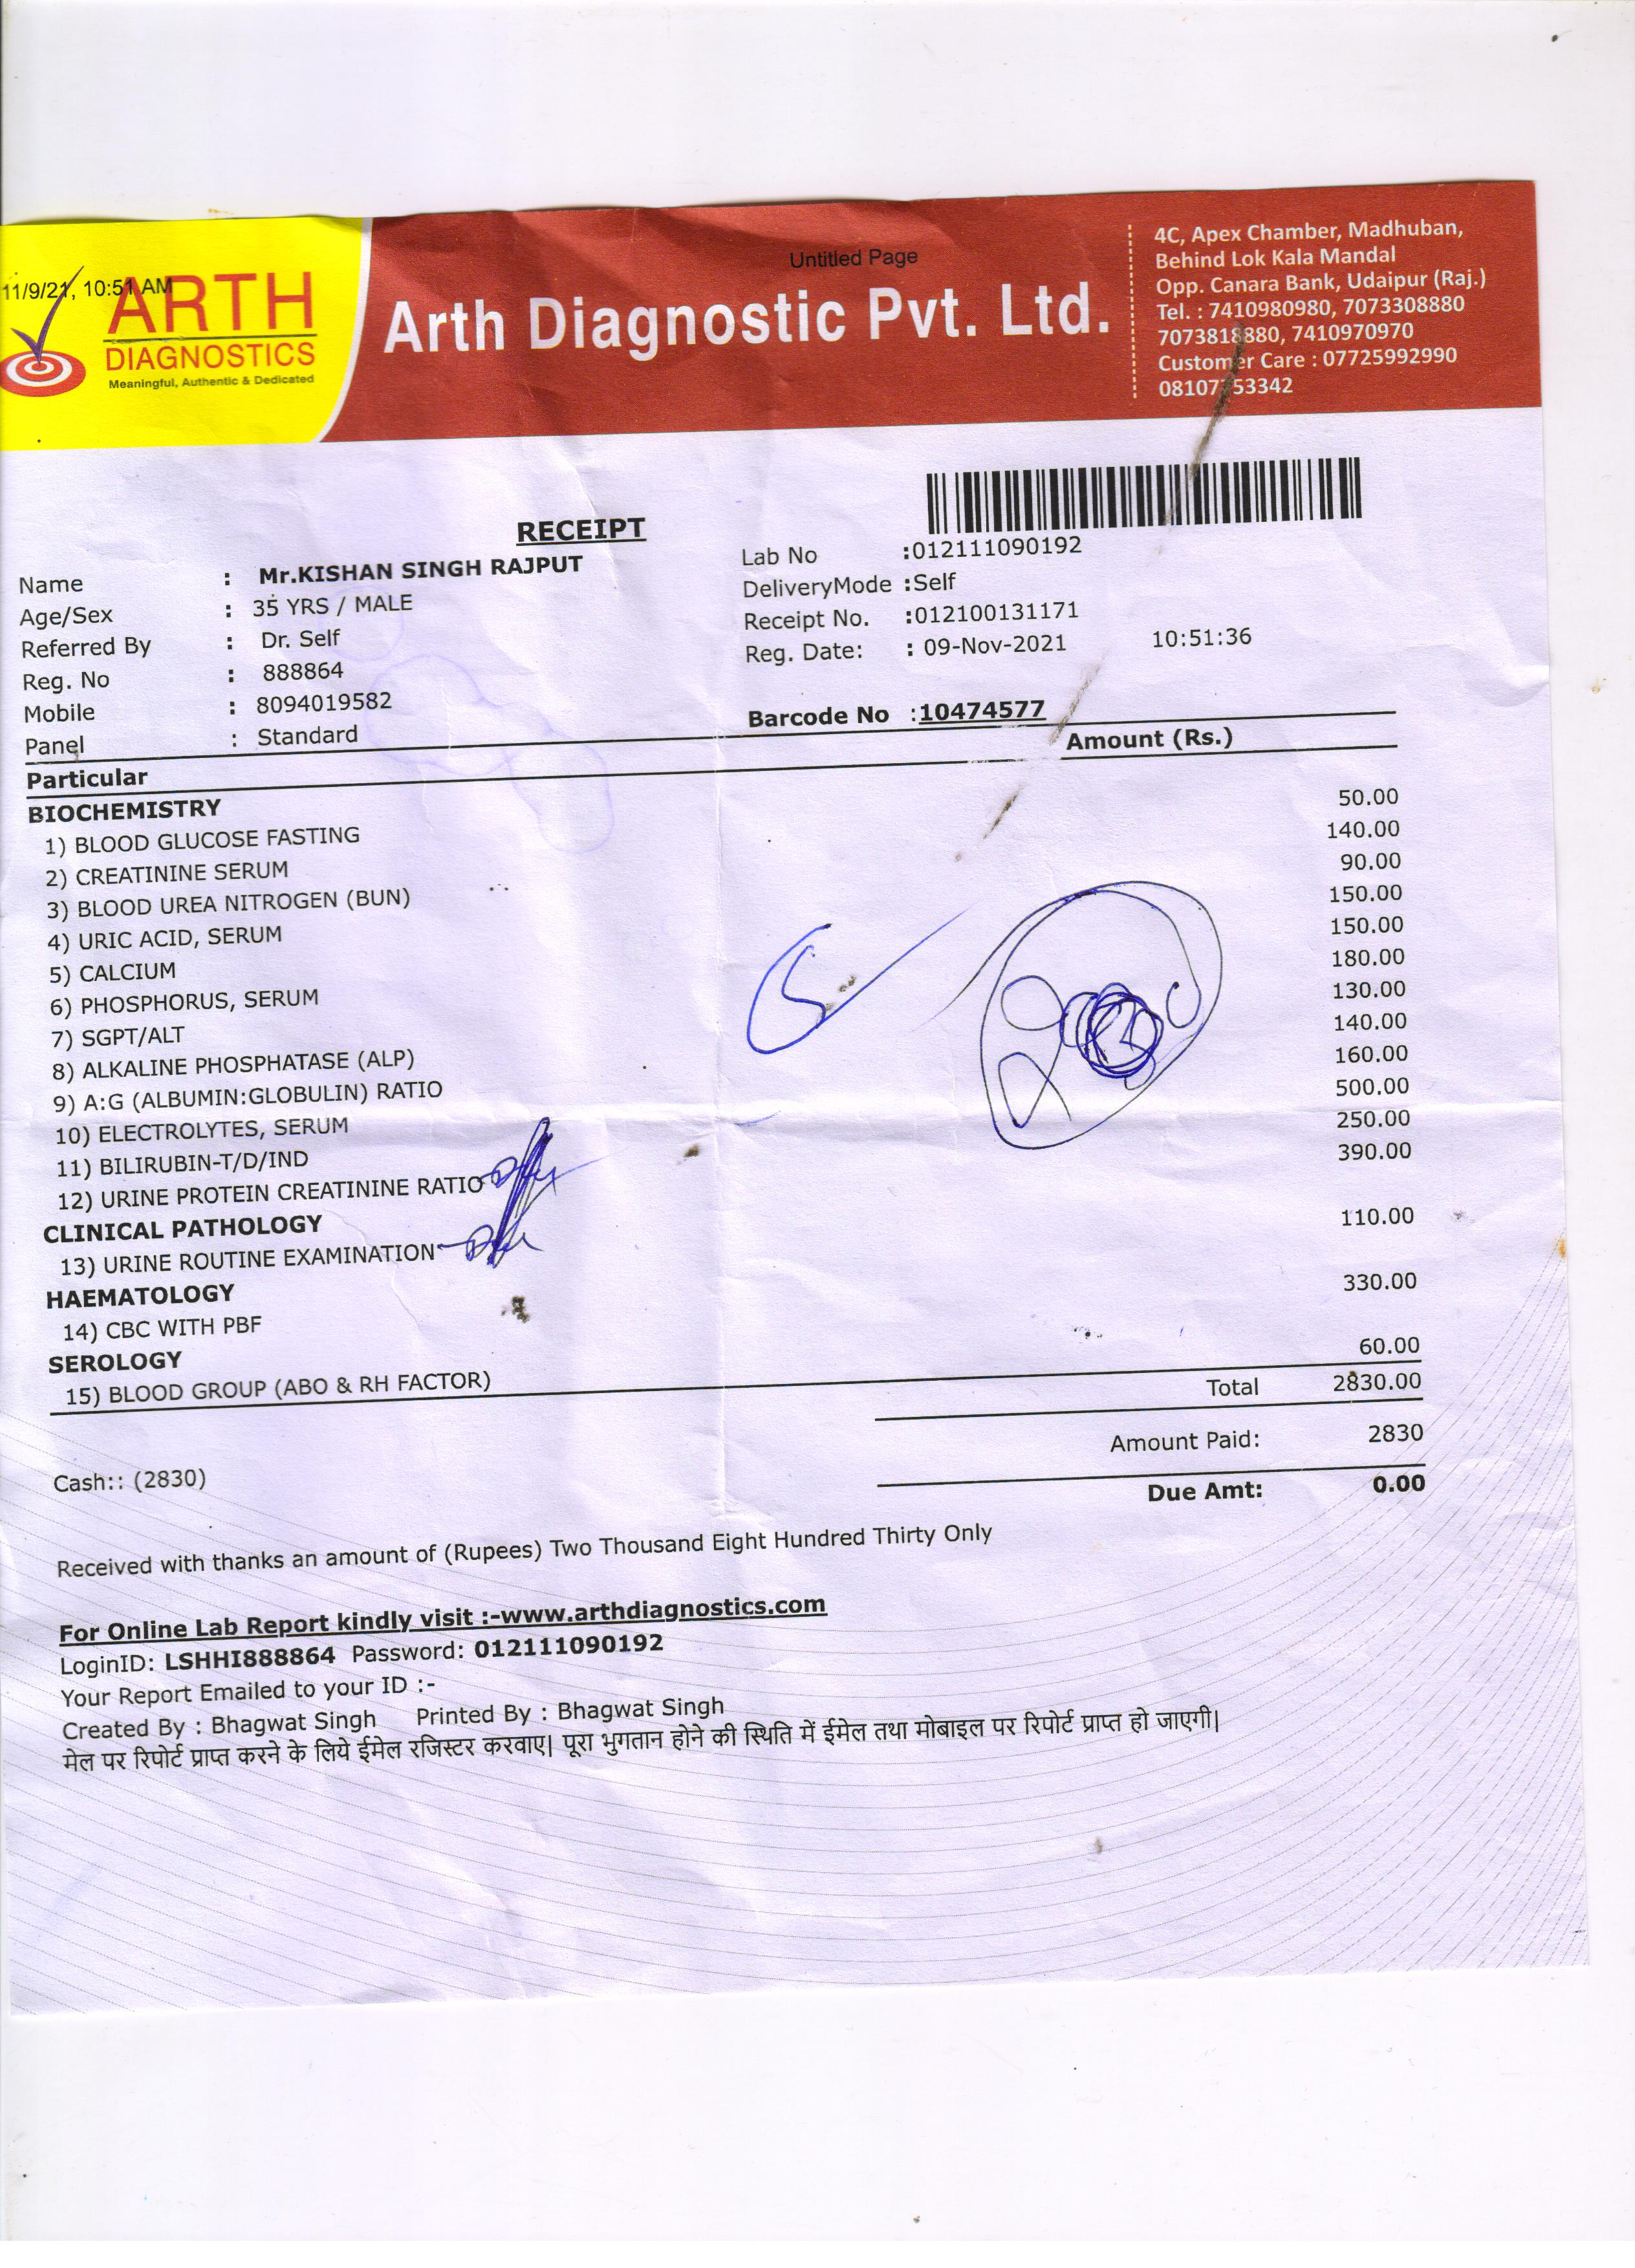 11/9/21, 10:51 AM
Untitled Page
ARTH
DIAGNOSTICS
Meaningful, Authentic & Dedicated
Arth Diagnostic Pvt. Ltd.
4C, Apex Chamber, Madhuban,
Behind Lok Kala Mandal
Opp. Canara Bank, Udaipur (Raj.)
Tel. : 7410980980, 7073308880
7073818880, 7410970970
Customer Care : 07725992990
RECEIPT
Name : Mr.KISHAN SINGH RAJPUT
Age/Sex : 35 YRS / MALE
Referred By : Dr. Self
Reg. No : 888864
Mobile : 8094019582
Panel : Standard
Lab No :012111090192
DeliveryMode :Self
Receipt No. :012100131171
Reg. Date: : 09-Nov-2021 10:51:36
Barcode No :10474577
Particular Amount (Rs.)
BIOCHEMISTRY
1) BLOOD GLUCOSE FASTING 50.00
2) CREATININE SERUM 140.00
3) BLOOD UREA NITROGEN (BUN) 90.00
4) URIC ACID, SERUM 150.00
5) CALCIUM 150.00
6) PHOSPHORUS, SERUM 180.00
7) SGPT/ALT 130.00
8) ALKALINE PHOSPHATASE (ALP) 140.00
9) A:G (ALBUMIN:GLOBULIN) RATIO 160.00
10) ELECTROLYTES, SERUM 500.00
11) BILIRUBIN-T/D/IND 250.00
12) URINE PROTEIN CREATININE RATIO 390.00
CLINICAL PATHOLOGY
13) URINE ROUTINE EXAMINATION 110.00
HAEMATOLOGY
14) CBC WITH PBF 330.00
SEROLOGY
15) BLOOD GROUP (ABO & RH FACTOR) 60.00
Total 2830.00
Amount Paid: 2830
Cash:: (2830)
Due Amt: 0.00
Received with thanks an amount of (Rupees) Two Thousand Eight Hundred Thirty Only
For Online Lab Report kindly visit :-www.arthdiagnostics.com
LoginID: LSHHI888864 Password: 012111090192
Your Report Emailed to your ID :-
Created By : Bhagwat Singh Printed By : Bhagwat Singh
मेल पर रिपोर्ट प्राप्त करने के लिये ईमेल रजिस्टर करवाए| पूरा भुगतान होने की स्थिति में ईमेल तथा मोबाइल पर रिपोर्ट प्राप्त हो जाएगी|